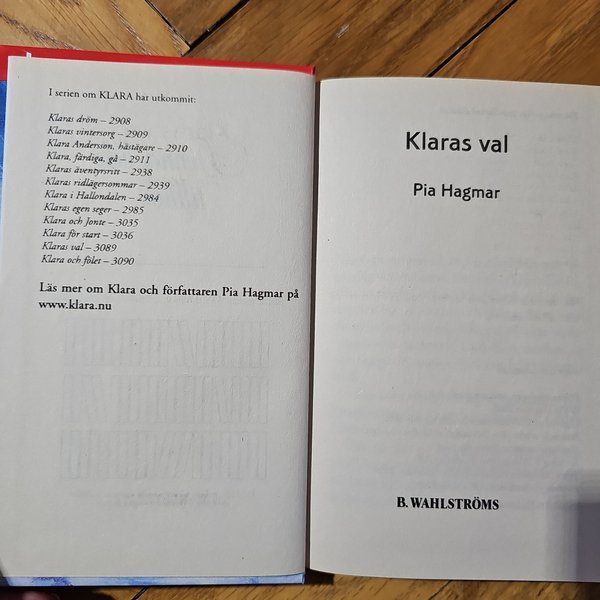 I serien om KLARA har utkommit:
Klaras dröm – 2908
Klaras vintersorg – 2909
Klara Andersson, hästägare – 2910
Klara, färdiga, gå – 2911
Klaras äventyrsritt – 2938
Klaras ridlägersommar – 2939
Klara i Hallondalen – 2984
Klaras egen seger – 2985
Klara och Jonte – 3035
Klara för start – 3036
Klaras val – 3089
Klara och fölet – 3090
Läs mer om Klara och författaren Pia Hagmar på
www.klara.nu
Klaras val
Pia Hagmar
B. WAHLSTRÖMS